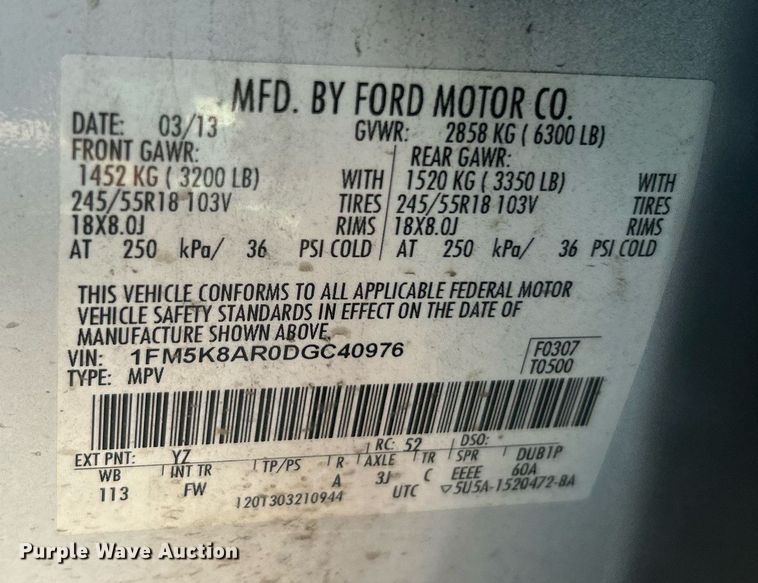 MFD. BY FORD MOTOR CO.
DATE: 03/13 GVWR: 2858 KG ( 6300 LB)
FRONT GAWR: REAR GAWR:
1452 KG ( 3200 LB) WITH 1520 KG ( 3350 LB) WITH
245/55R18 103V TIRES 245/55R18 103V TIRES
18X8.0J RIMS 18X8.0J RIMS
AT 250 kPa/ 36 PSI COLD AT 250 kPa/ 36 PSI COLD
THIS VEHICLE CONFORMS TO ALL APPLICABLE FEDERAL MOTOR
VEHICLE SAFETY STANDARDS IN EFFECT ON THE DATE OF
MANUFACTURE SHOWN ABOVE.
VIN: 1FM5K8AR0DGC40976 F0307
TYPE: MPV T0500
EXT PNT: YZ RC: 52 DSO:
WB INT TR TP/PS R AXLE TR SPR DUB1P
113 FW A 3J C EEEE 60A
1201303210944 UTC ▽5U5A-1520472-BA
Purple Wave Auction